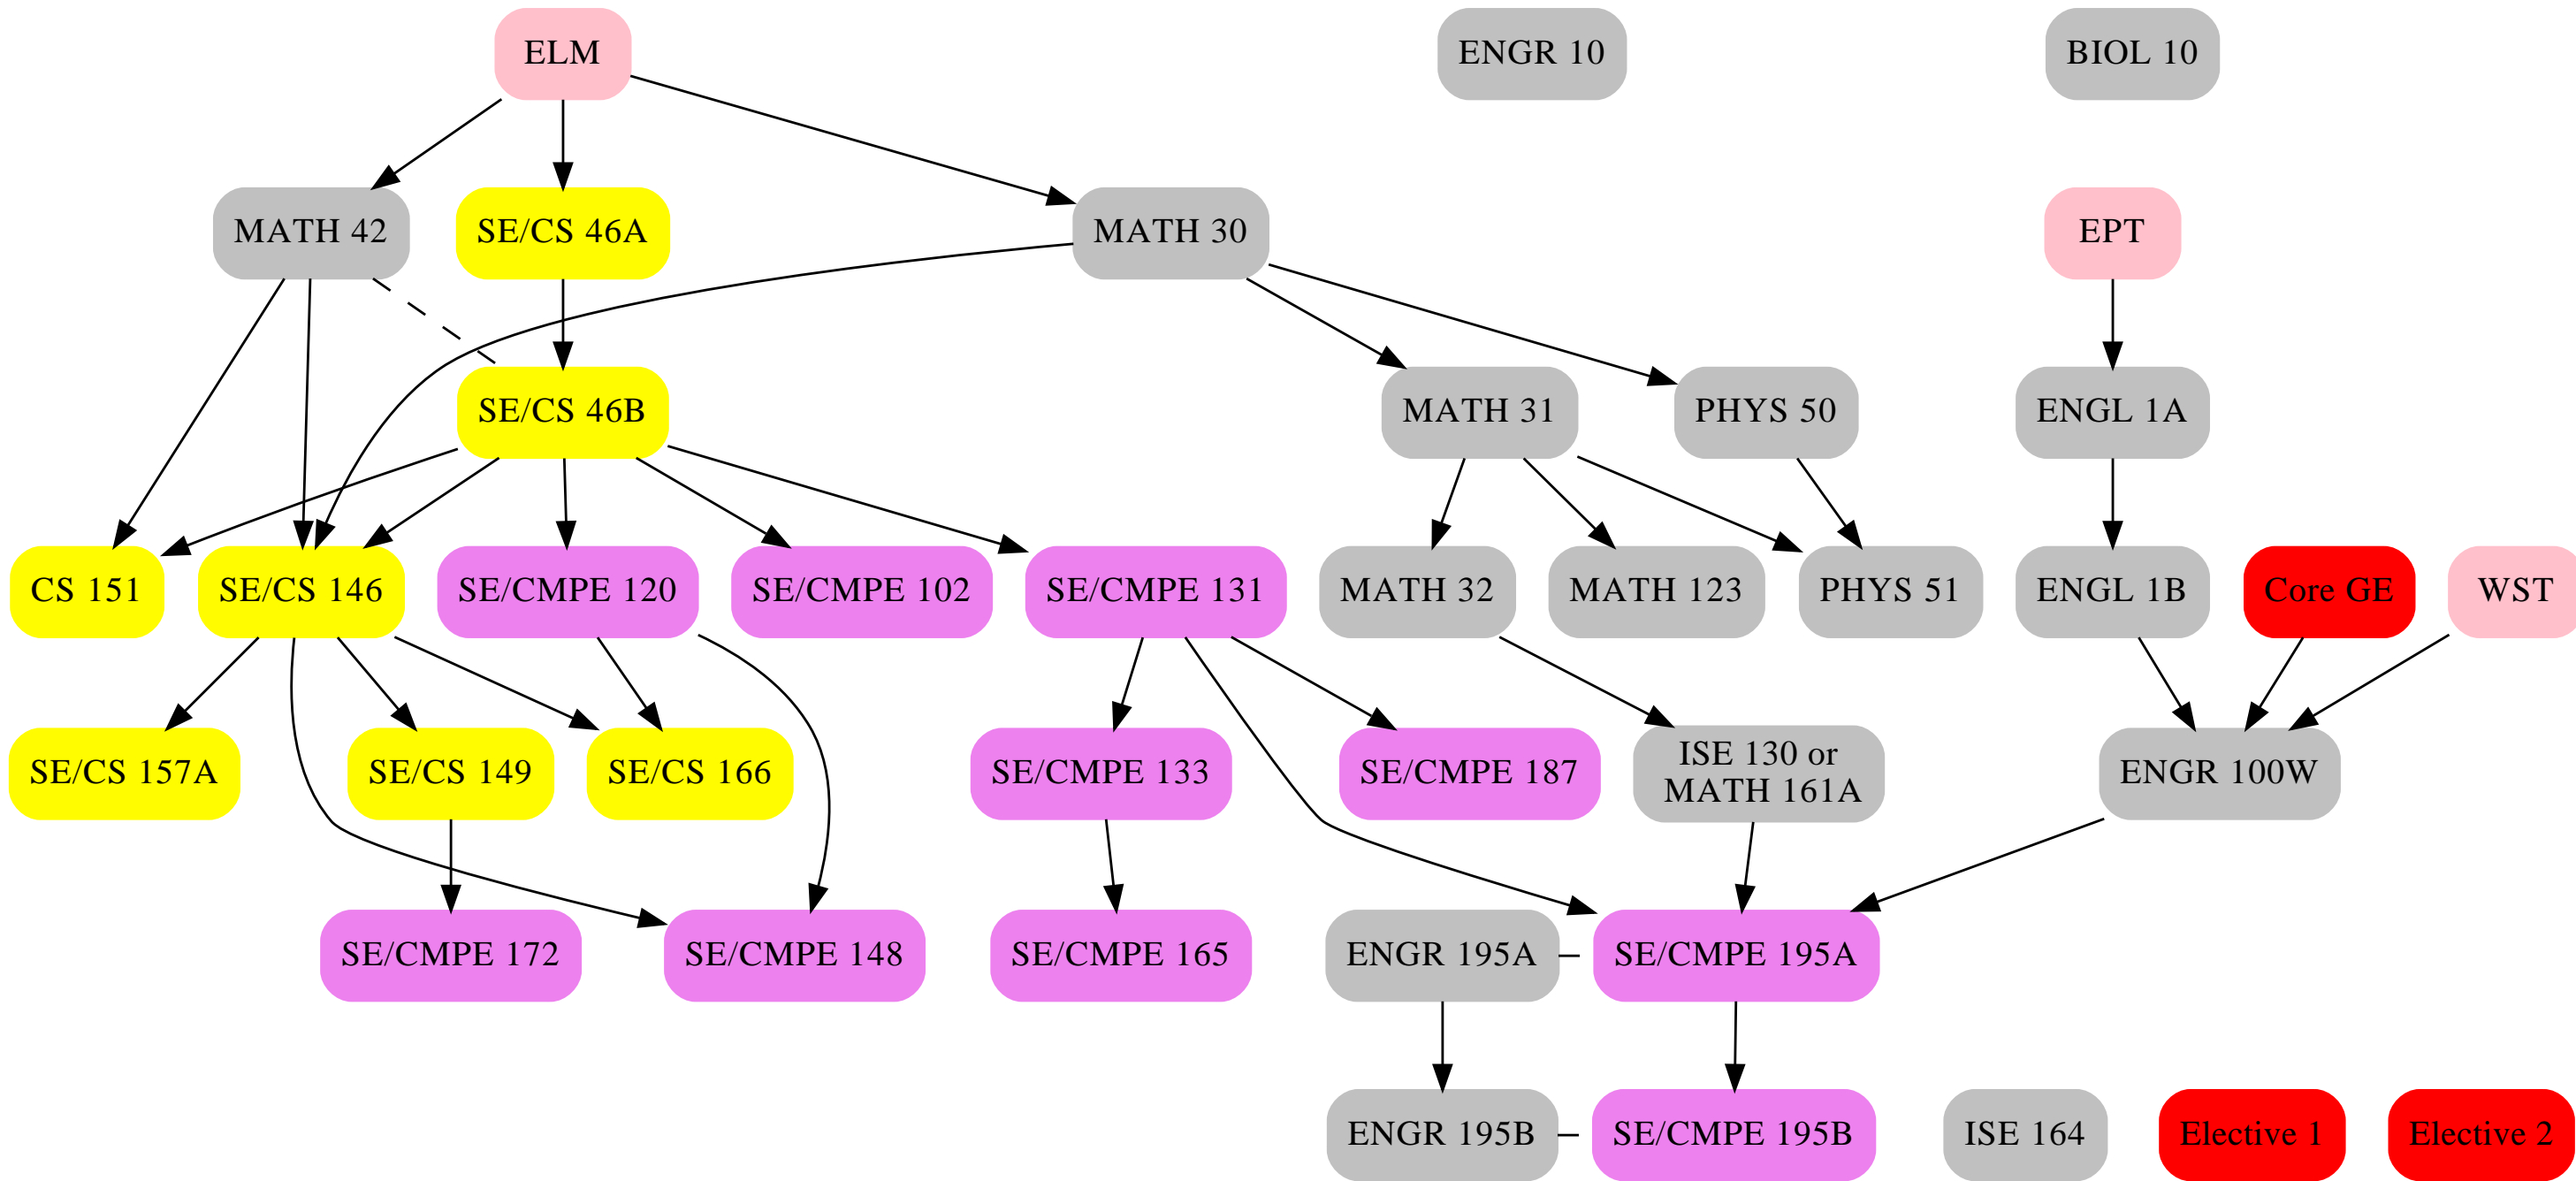 ELM
ENGR 10
BIOL 10
MATH 42
SE/CS 46A
MATH 30
EPT
SE/CS 46B
MATH 31
PHYS 50
ENGL 1A
CS 151
SE/CS 146
SE/CMPE 120
SE/CMPE 102
SE/CMPE 131
MATH 32
MATH 123
PHYS 51
ENGL 1B
Core GE
WST
SE/CS 157A
SE/CS 149
SE/CS 166
SE/CMPE 133
SE/CMPE 187
ISE 130 or
MATH 161A
ENGR 100W
SE/CMPE 172
SE/CMPE 148
SE/CMPE 165
ENGR 195A
SE/CMPE 195A
ENGR 195B
SE/CMPE 195B
ISE 164
Elective 1
Elective 2